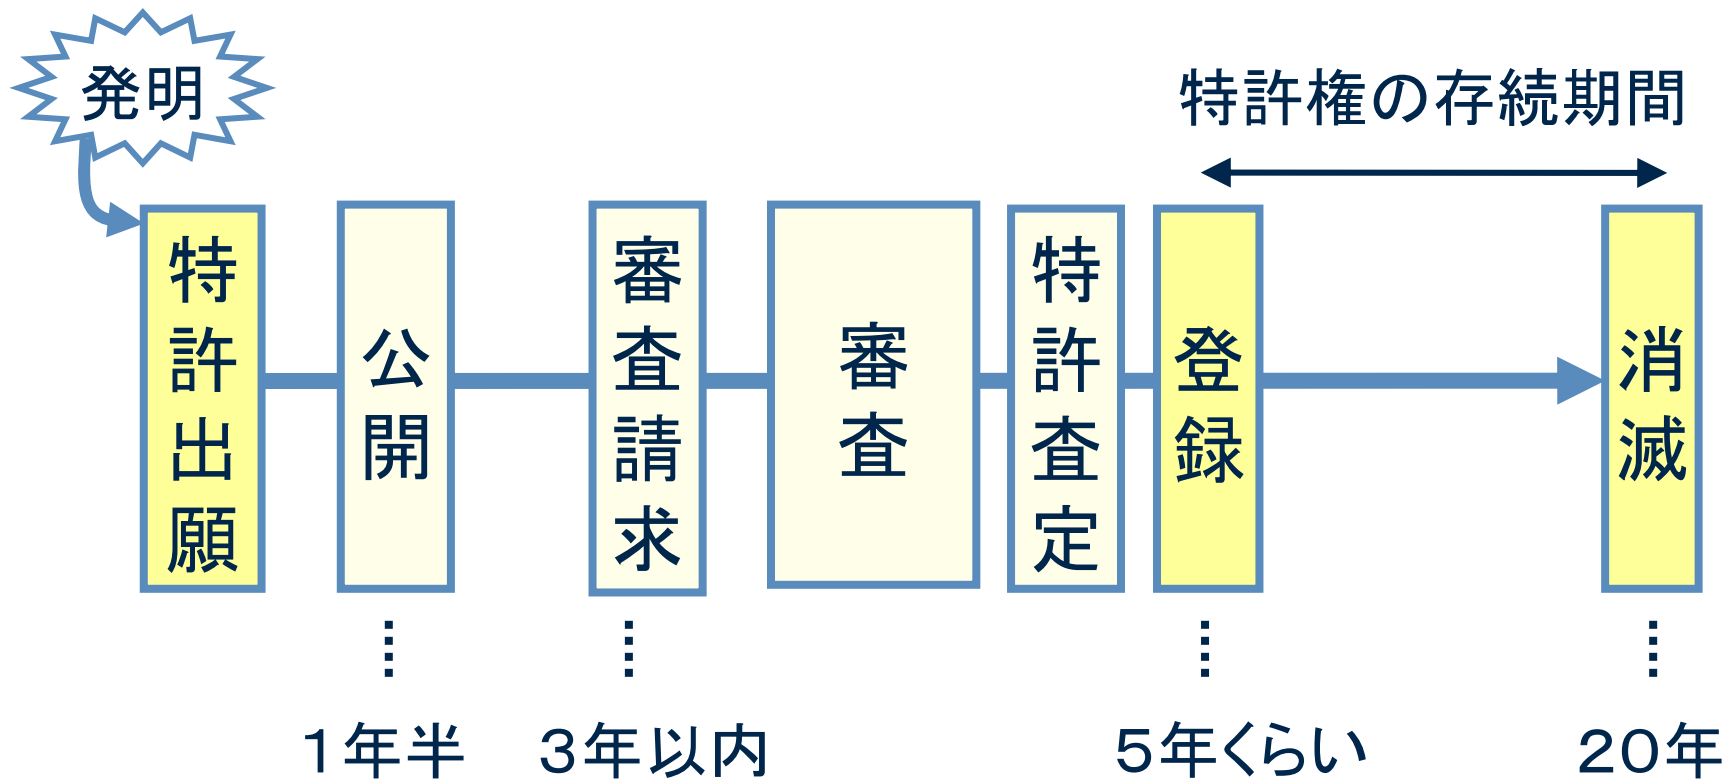 発明
特許権の存続期間
特許出願
公開
審査請求
審査
特許査定
登録
消滅
１年半
３年以内
５年くらい
２０年